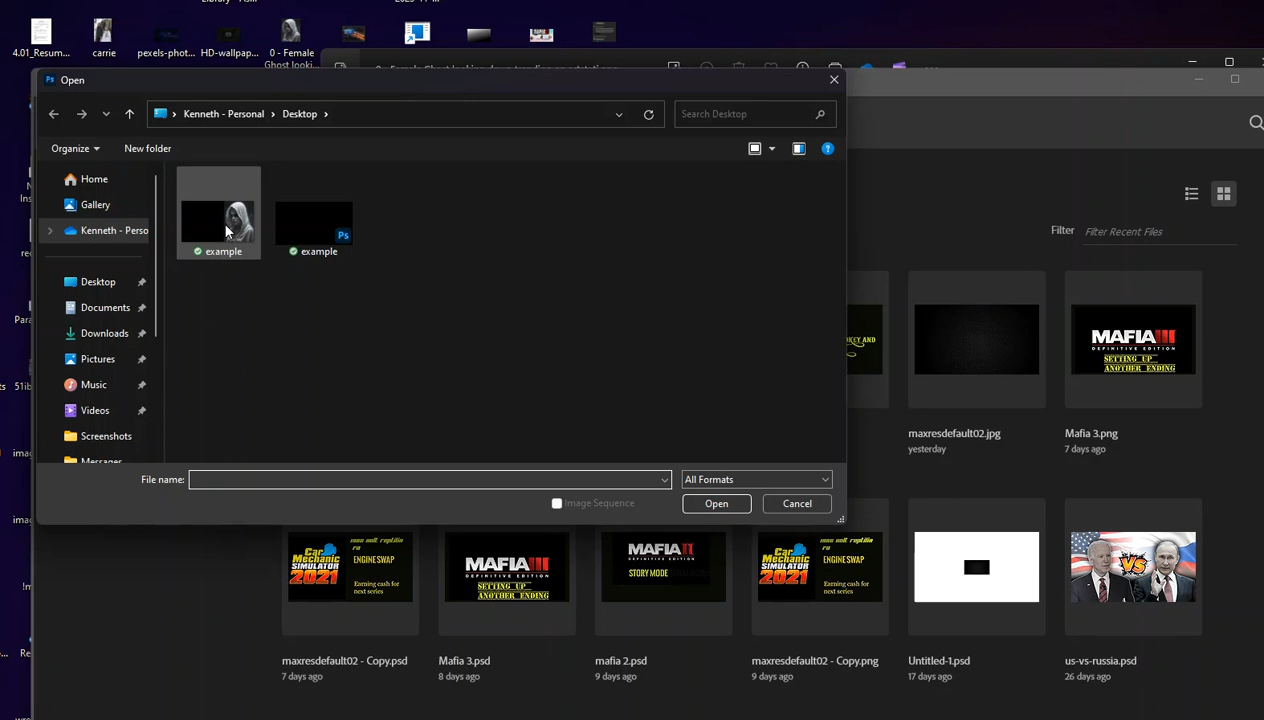 4.01_Resum...
carrie
pexels-phot...
HD-wallpa...
0 - Female
Ghost looki...
Open
Kenneth - Personal
Desktop
Search Desktop
Organize
New folder
Home
Gallery
Kenneth - Perso
Desktop
Documents
Downloads
Pictures
Music
Videos
Screenshots
example
Ps
example
File name:
All Formats
Image Sequence
Open
Cancel
Filter
Filter Recent Files
MAFIA III
DEFINITIVE EDITION
SETTING UP
ANOTHER ENDING
maxresdefault02.jpg
yesterday
Mafia 3.png
7 days ago
CAR MECHANIC
SIMULATOR
2021
ENGINE SWAP
Earning cash for
next series
MAFIA III
DEFINITIVE EDITION
SETTING UP
ANOTHER ENDING
MAFIA II
DEFINITIVE EDITION
STORY MODE
CAR MECHANIC
SIMULATOR
2021
ENGINE SWAP
Earning cash for
next series
VS
maxresdefault02 - Copy.psd
7 days ago
Mafia 3.psd
8 days ago
mafia 2.psd
9 days ago
maxresdefault02 - Copy.png
9 days ago
Untitled-1.psd
17 days ago
us-vs-russia.psd
26 days ago